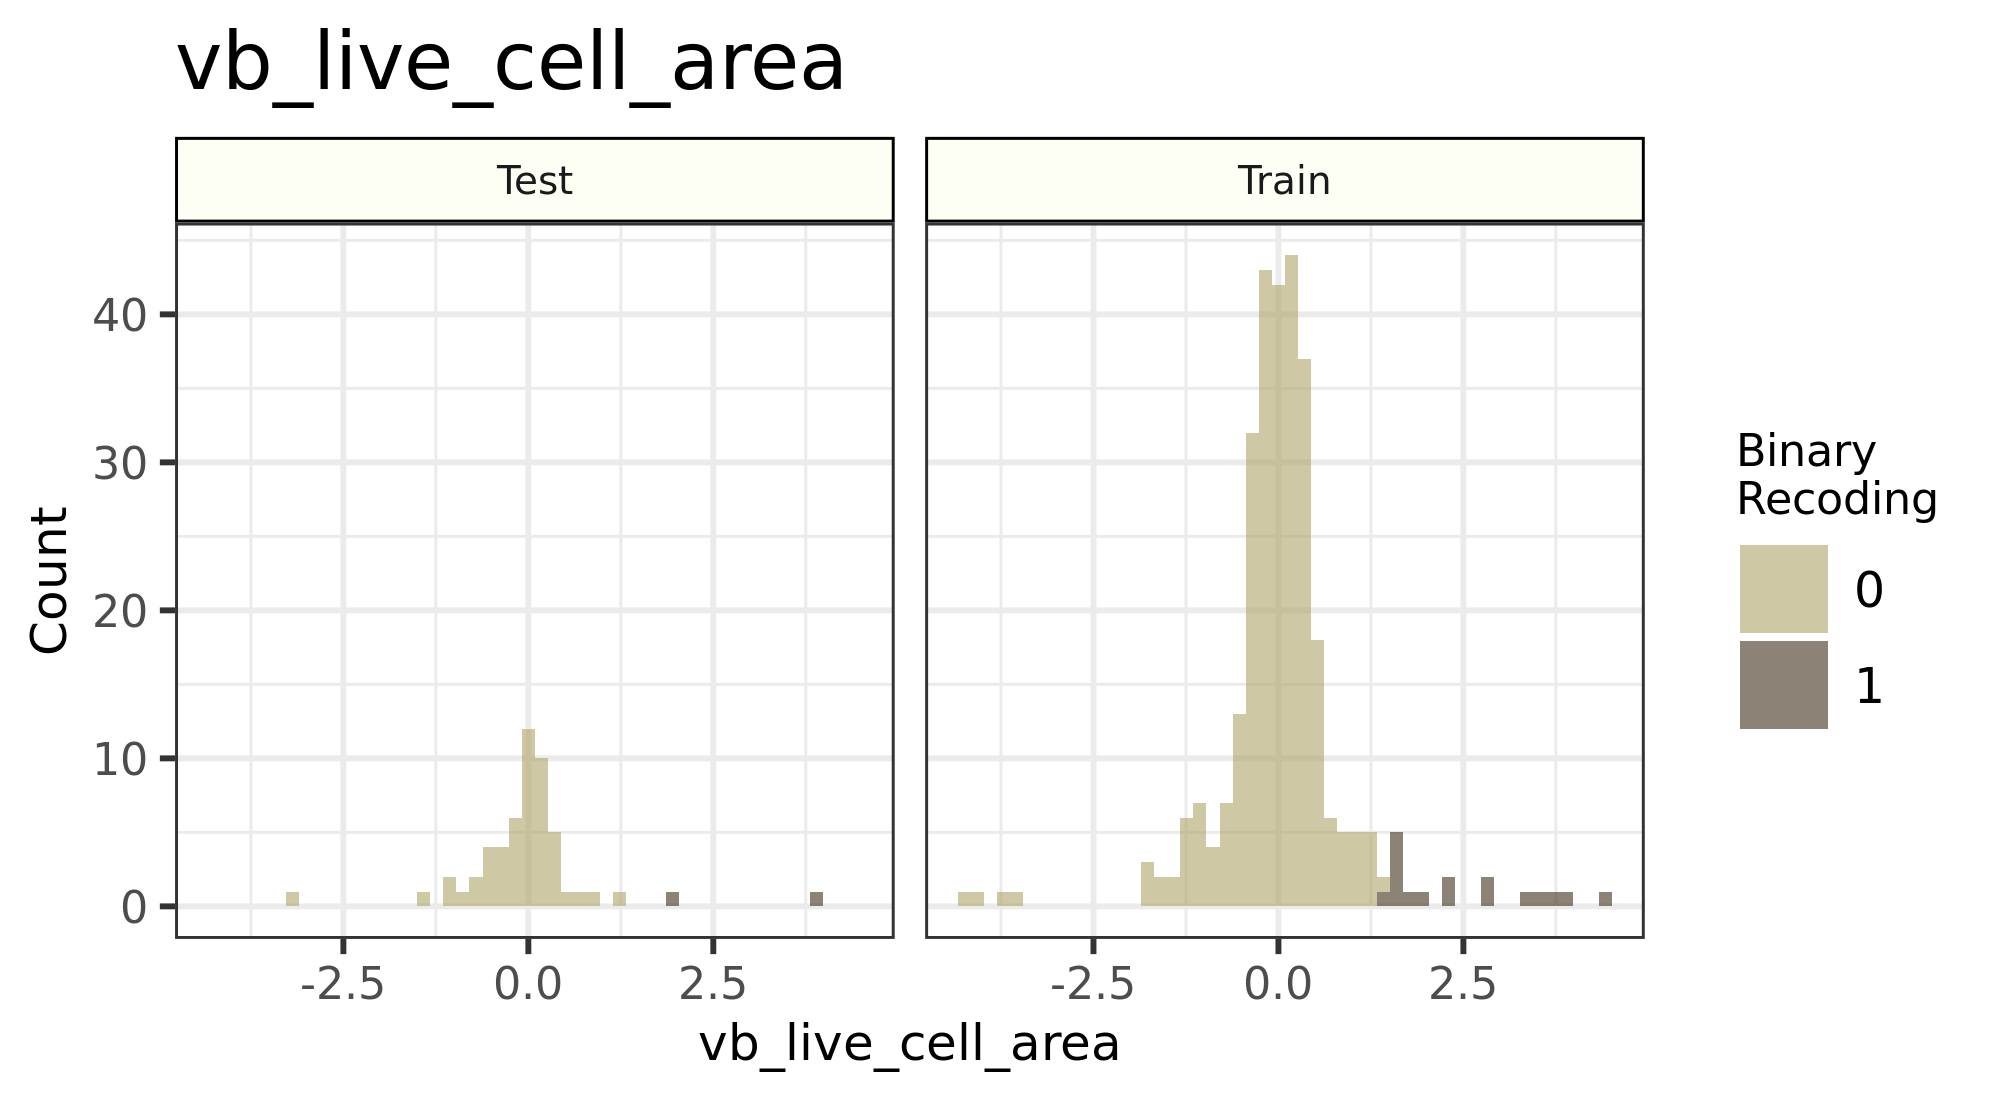 vb_live_cell_area
Test
Train
Count
40
30
20
10
0
-2.5 0.0 2.5
-2.5 0.0 2.5
vb_live_cell_area
Binary
Recoding
0
1